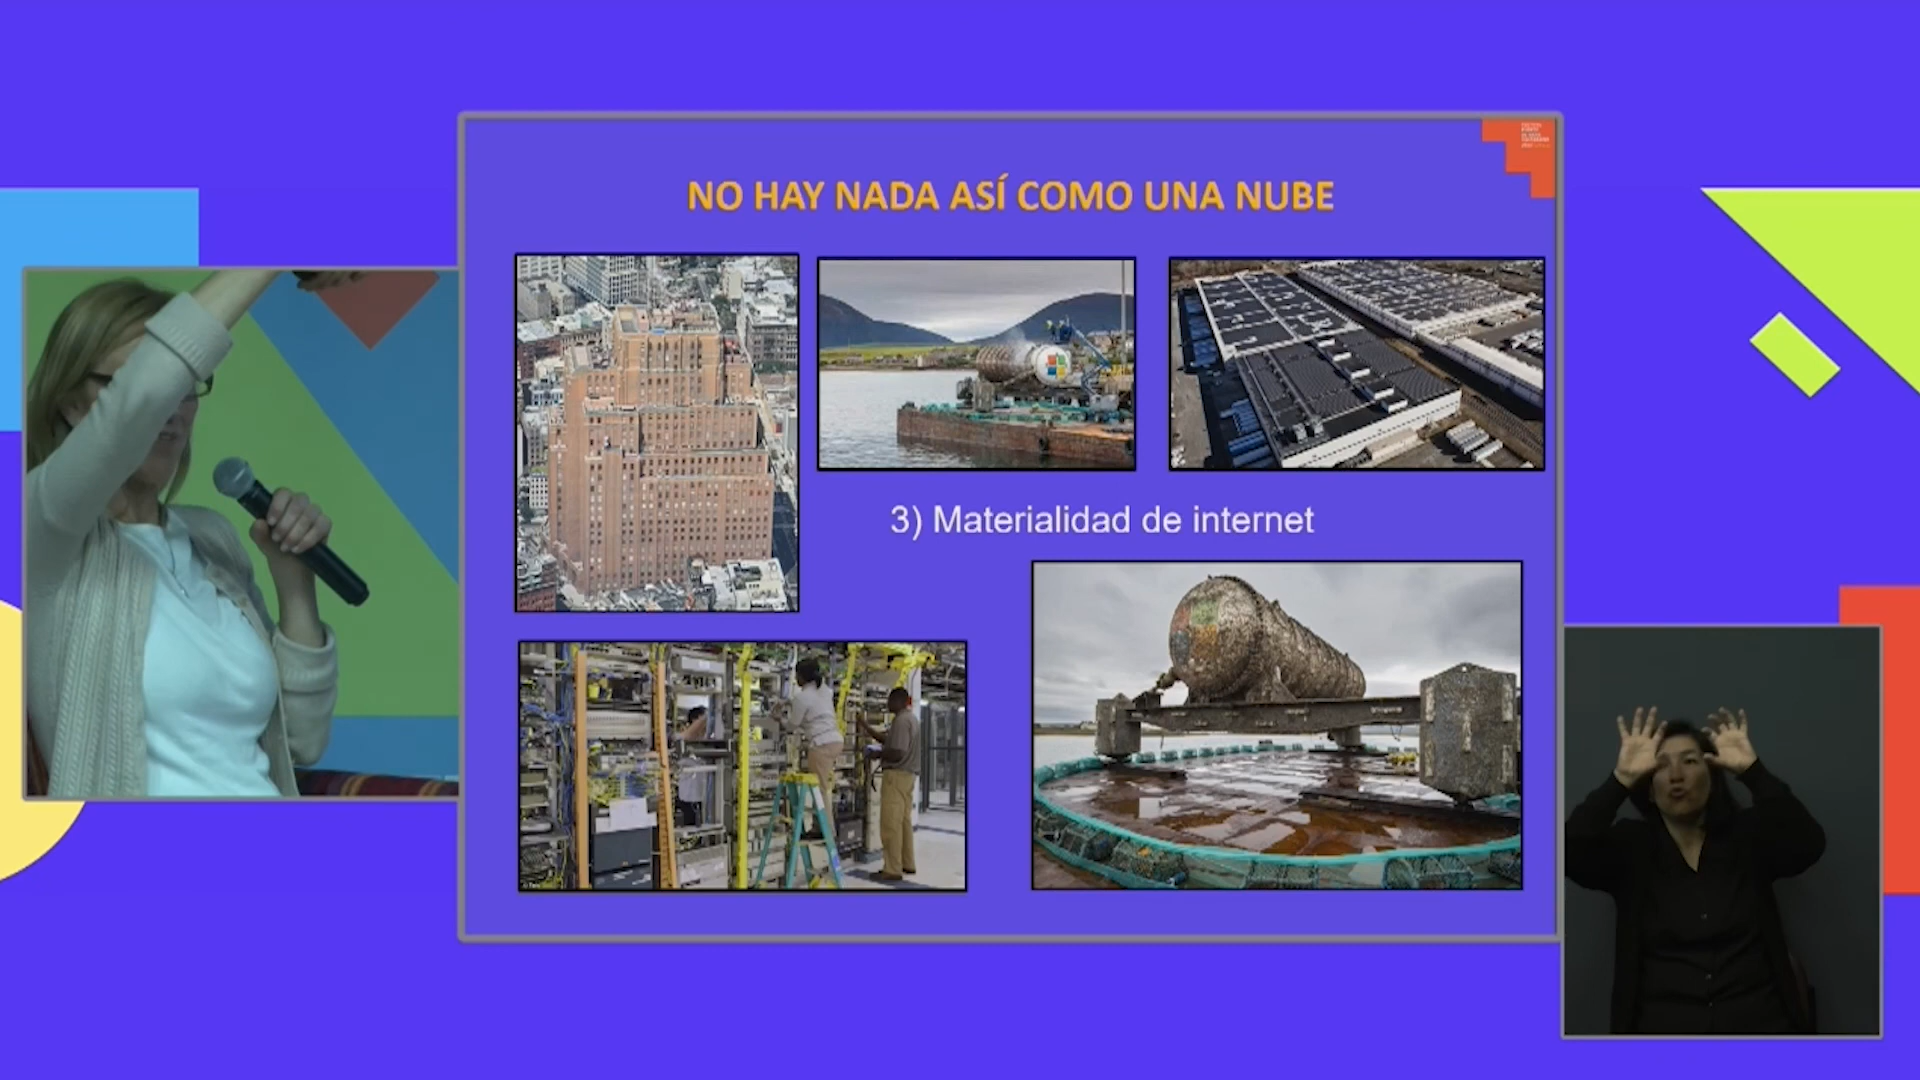 NO HAY NADA ASÍ COMO UNA NUBE
3) Materialidad de internet